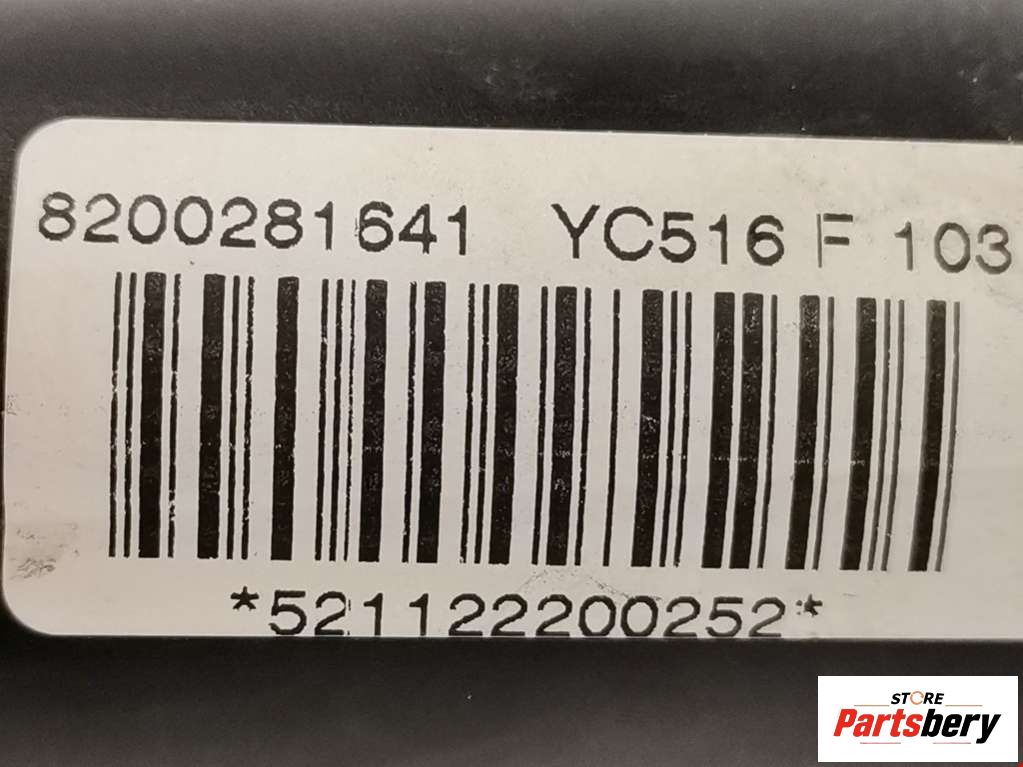 8200281641 YC516 F 103
*521122200252*
STORE
Partsbery